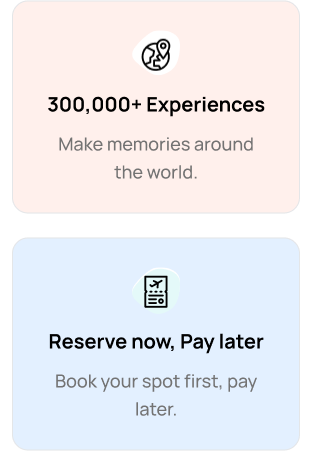 300,000+ Experiences
Make memories around
the world.
Reserve now, Pay later
Book your spot first, pay
later.